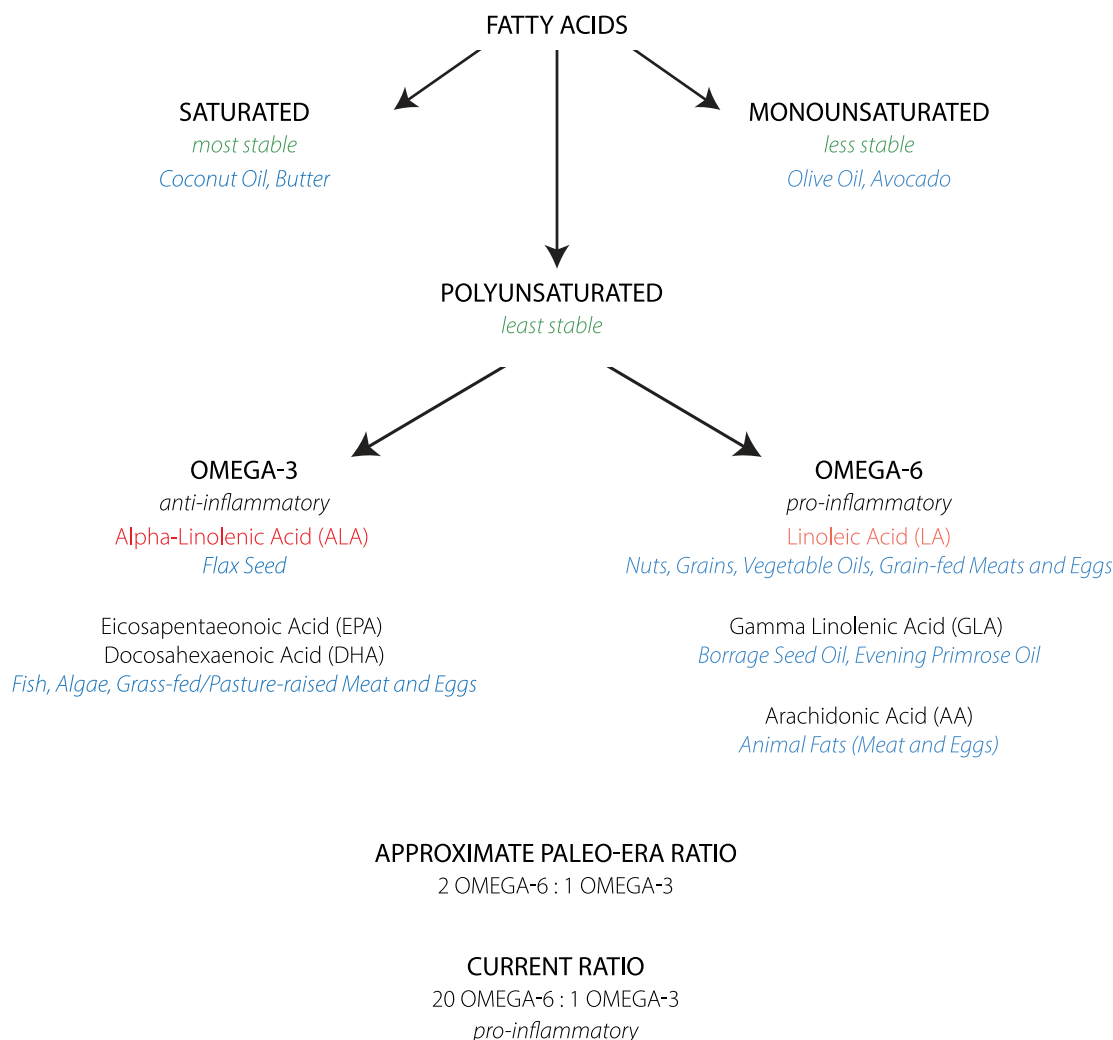 FATTY ACIDS
SATURATED
most stable
Coconut Oil, Butter
MONOUNSATURATED
less stable
Olive Oil, Avocado
POLYUNSATURATED
least stable
OMEGA-3
anti-inflammatory
Alpha-Linolenic Acid (ALA)
Flax Seed
Eicosapentaeonoic Acid (EPA)
Docosahexaenoic Acid (DHA)
Fish, Algae, Grass-fed/Pasture-raised Meat and Eggs
OMEGA-6
pro-inflammatory
Linoleic Acid (LA)
Nuts, Grains, Vegetable Oils, Grain-fed Meats and Eggs
Gamma Linolenic Acid (GLA)
Borrage Seed Oil, Evening Primrose Oil
Arachidonic Acid (AA)
Animal Fats (Meat and Eggs)
APPROXIMATE PALEO-ERA RATIO
2 OMEGA-6 : 1 OMEGA-3
CURRENT RATIO
20 OMEGA-6 : 1 OMEGA-3
pro-inflammatory